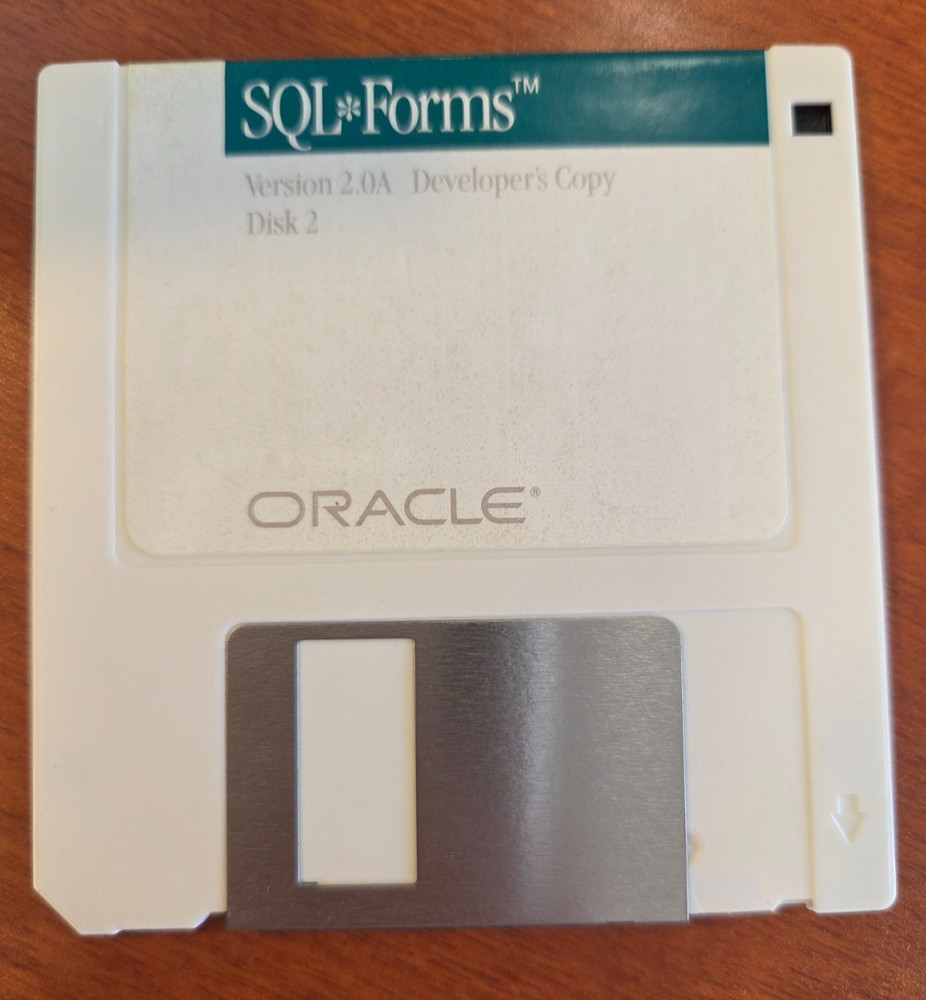 SQL*Forms™
Version 2.0A Developer's Copy
Disk 2
ORACLE®